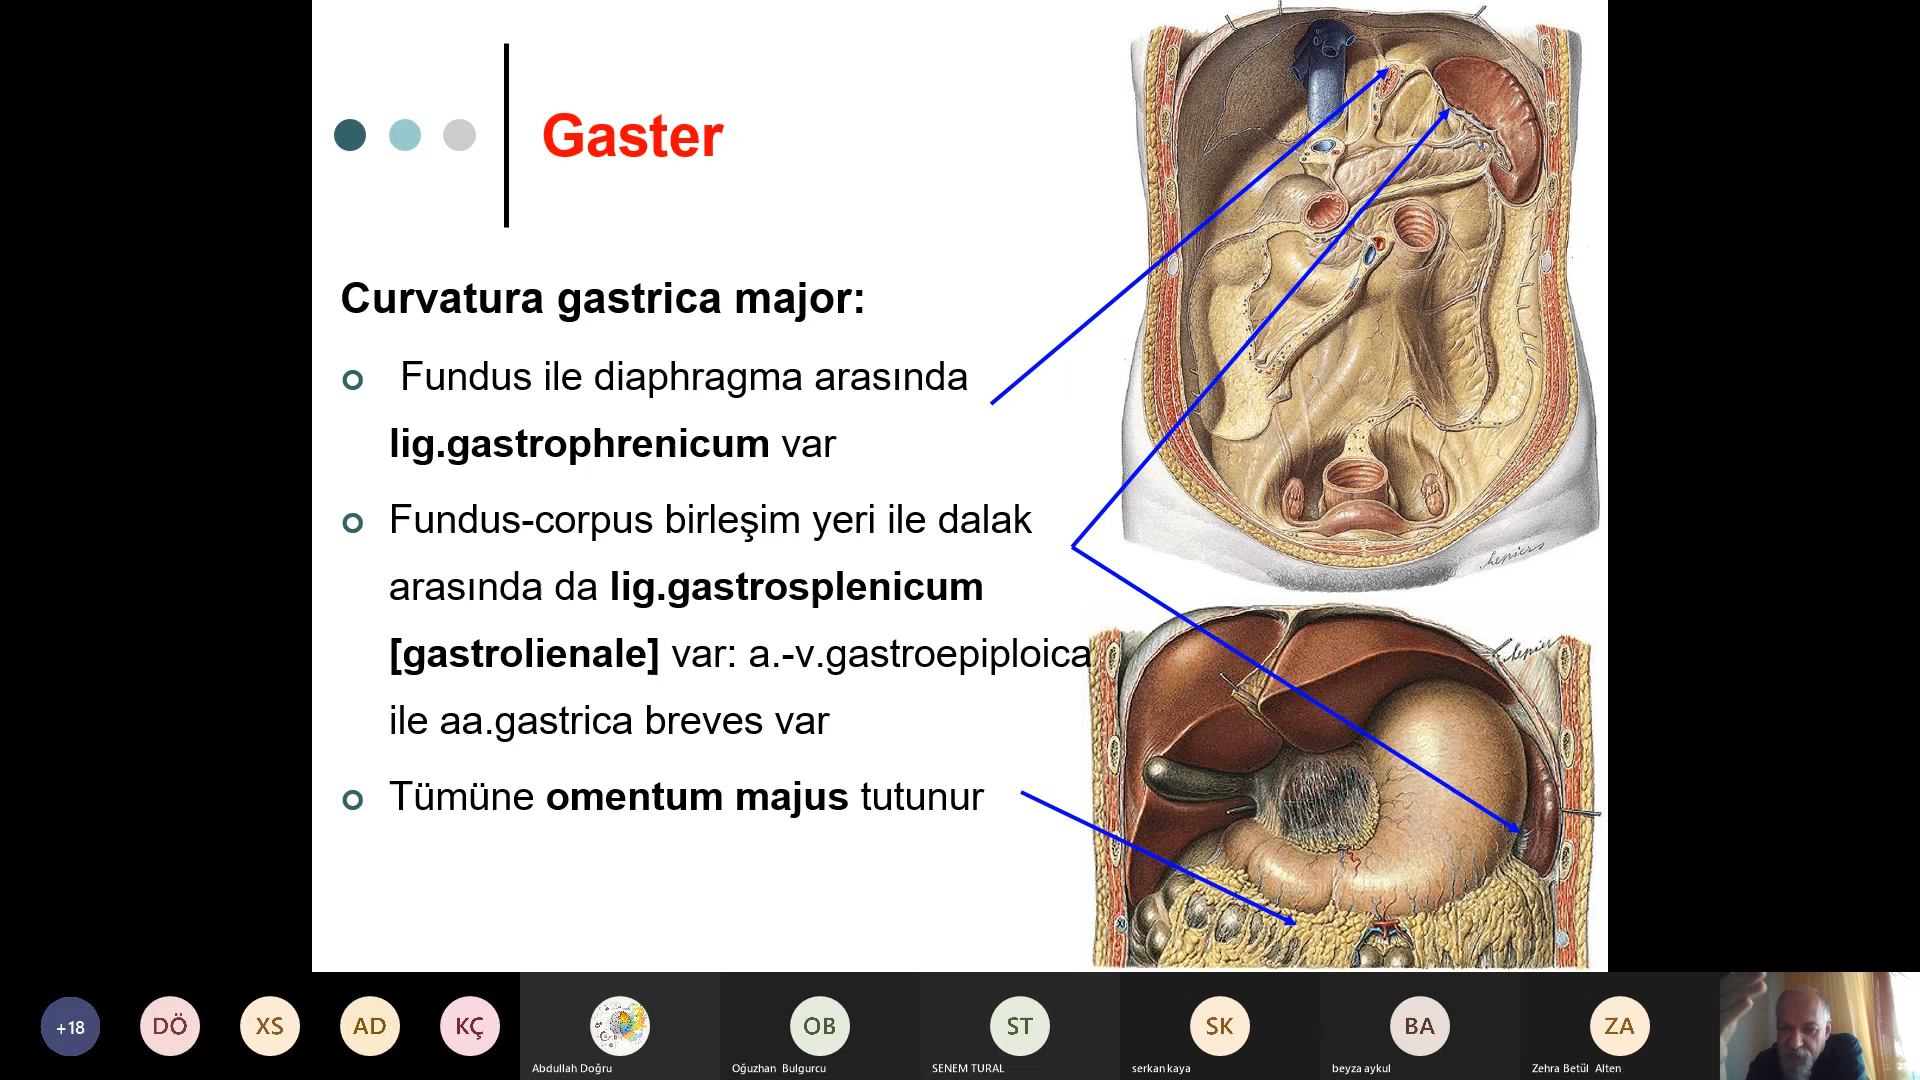 Gaster
Curvatura gastrica major:
Fundus ile diaphragma arasında
lig.gastrophrenicum var
Fundus-corpus birleşim yeri ile dalak
arasında da lig.gastrosplenicum
[gastrolienale] var: a.-v.gastroepiploica
ile aa.gastrica breves var
Tümüne omentum majus tutunur
lepier
lepier
+18
DÖ
XS
AD
KÇ
Abdullah Doğru
OB
Oğuzhan Bulgurcu
ST
SENEM TURAL
SK
serkan kaya
BA
beyza aykul
ZA
Zehra Betül Alten